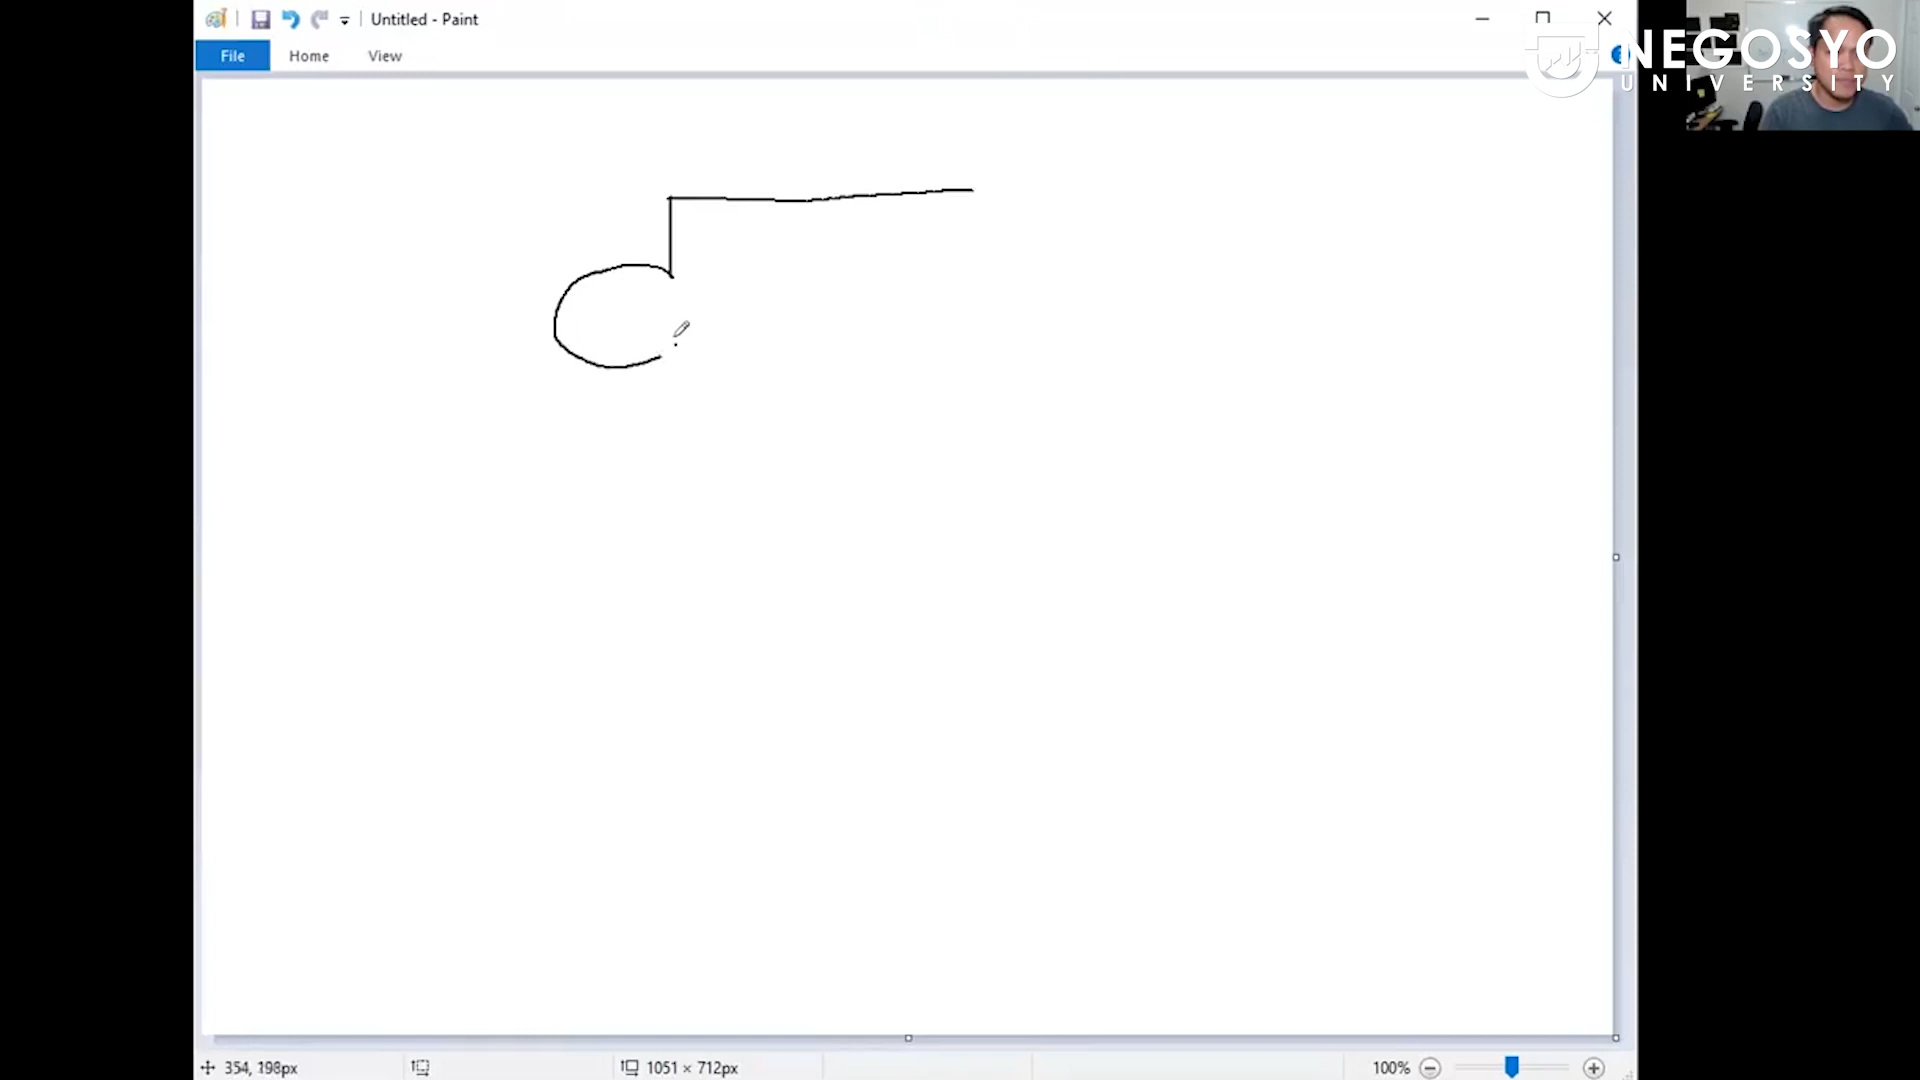 Untitled - Paint
File Home View
NEGOSYO
UNIVERSITY
354, 198px
1051 × 712px
100%